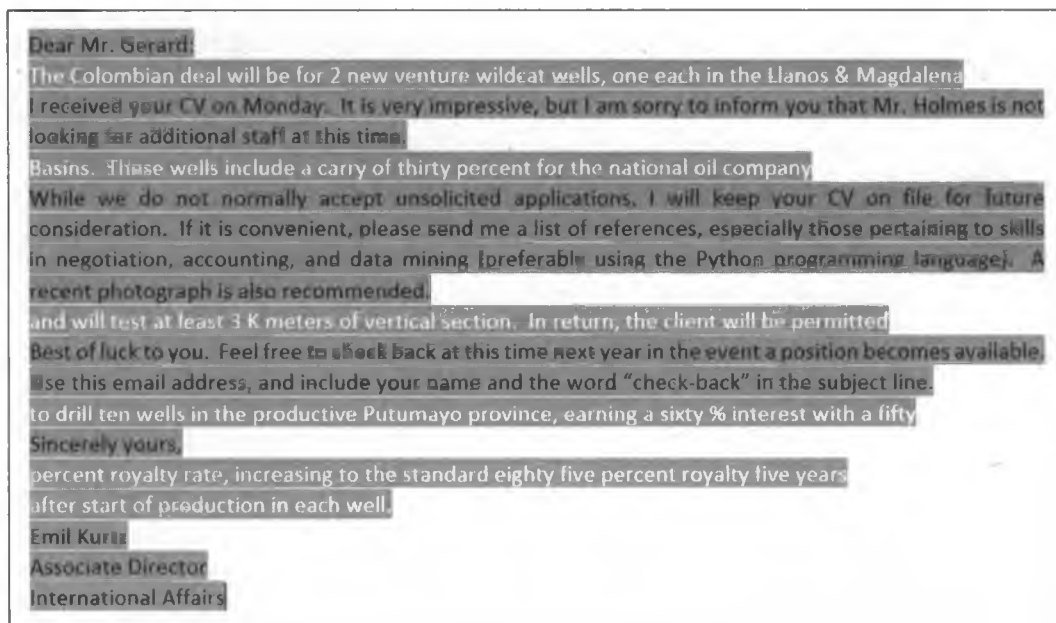 Dear Mr. Gerard:
The Colombian deal will be for 2 new venture wildcat wells, one each in the Llanos & Magdalena
I received your CV on Monday. It is very impressive, but I am sorry to inform you that Mr. Holmes is not
looking for additional staff at this time.
Basins. These wells include a carry of thirty percent for the national oil company
While we do not normally accept unsolicited applications, I will keep your CV on file for future
consideration. If it is convenient, please send me a list of references, especially those pertaining to skills
in negotiation, accounting, and data mining (preferably using the Python programming language). A
recent photograph is also recommended.
and will test at least 3 K meters of vertical section. In return, the client will be permitted
Best of luck to you. Feel free to check back at this time next year in the event a position becomes available.
Use this email address, and include your name and the word “check-back” in the subject line.
to drill ten wells in the productive Putumayo province, earning a sixty % interest with a fifty
Sincerely yours,
percent royalty rate, increasing to the standard eighty five percent royalty five years
after start of production in each well.
Emil
Associate Director
International Affairs